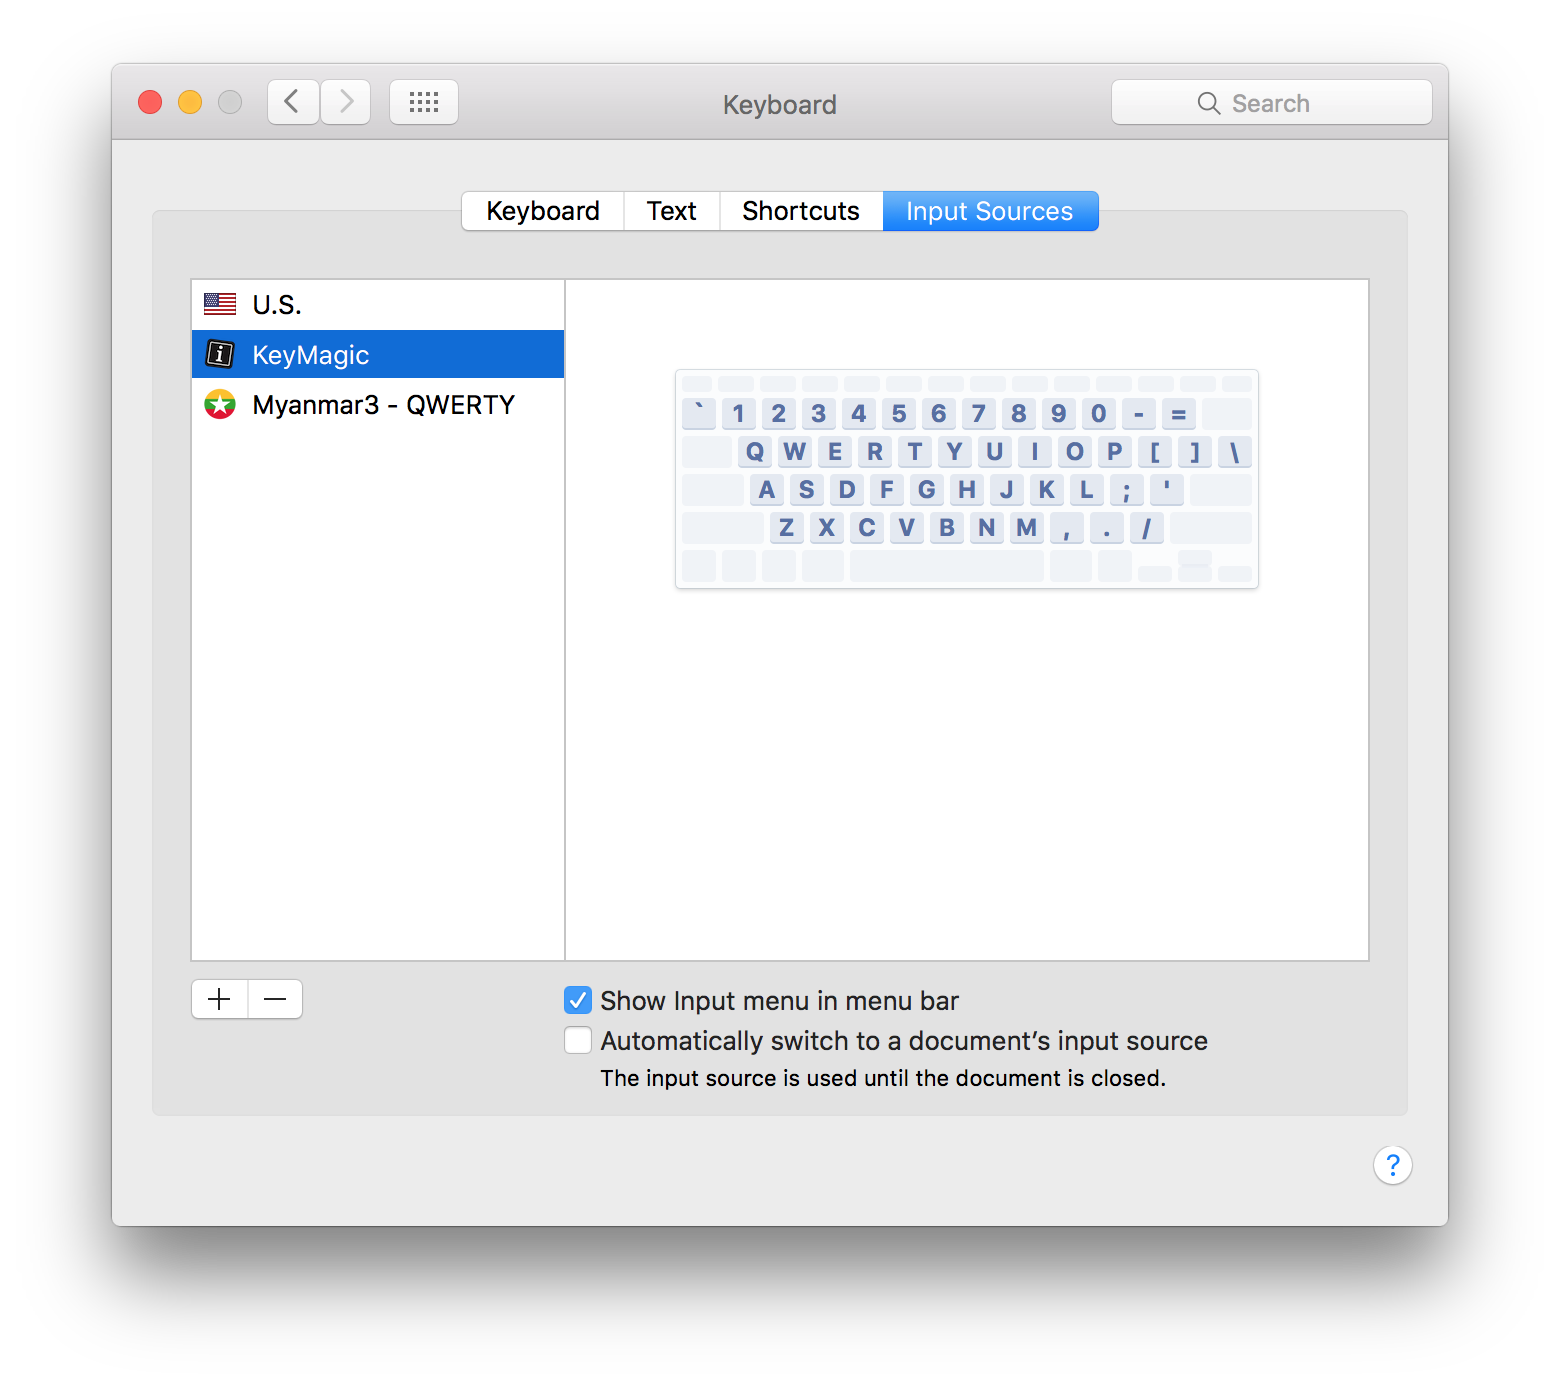 Keyboard
Search
Keyboard Text Shortcuts Input Sources
U.S.
KeyMagic
Myanmar3 - QWERTY
` 1 2 3 4 5 6 7 8 9 0 - =
Q W E R T Y U I O P [ ] \
A S D F G H J K L ; '
Z X C V B N M , . /
Show Input menu in menu bar
Automatically switch to a document’s input source
The input source is used until the document is closed.
?